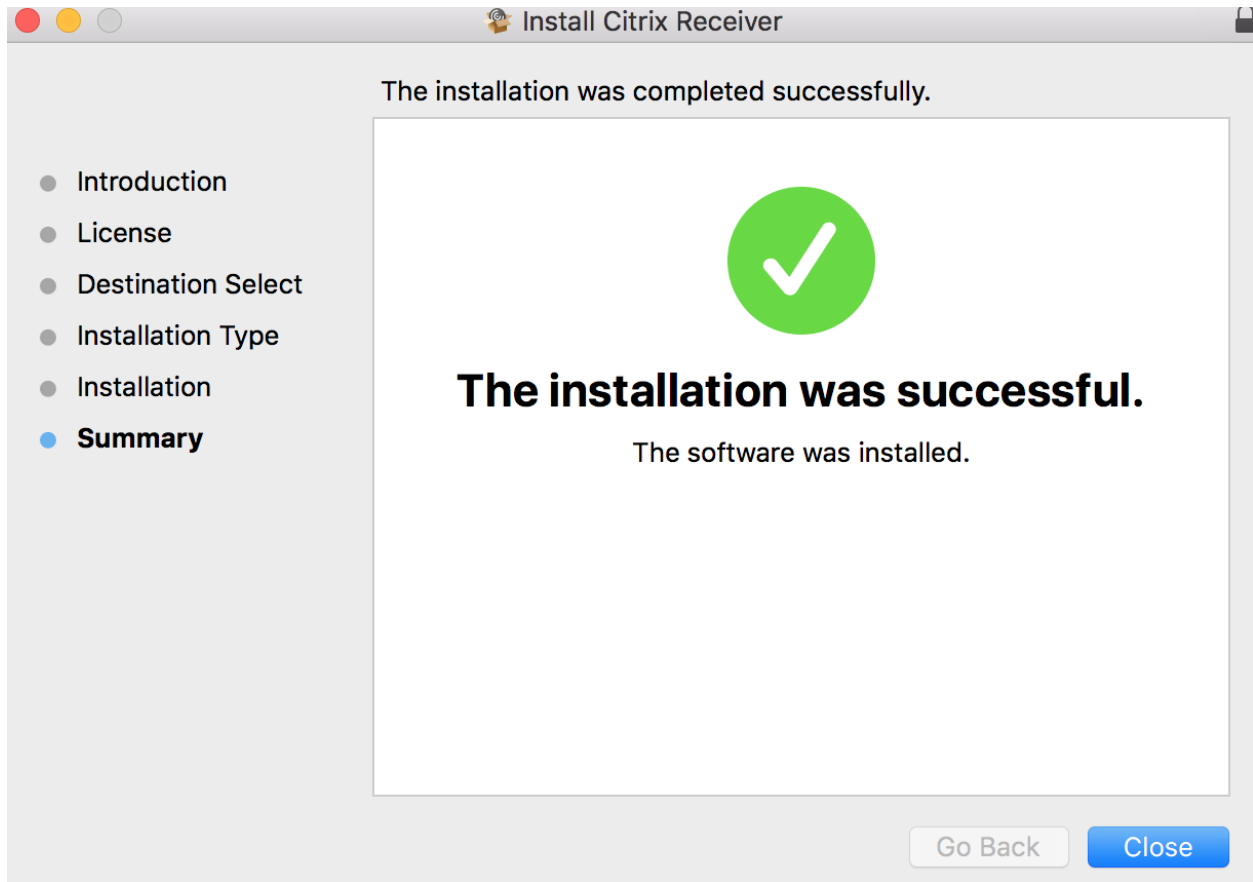 Install Citrix Receiver
The installation was completed successfully.
Introduction
License
Destination Select
Installation Type
Installation
Summary
The installation was successful.
The software was installed.
Go Back
Close